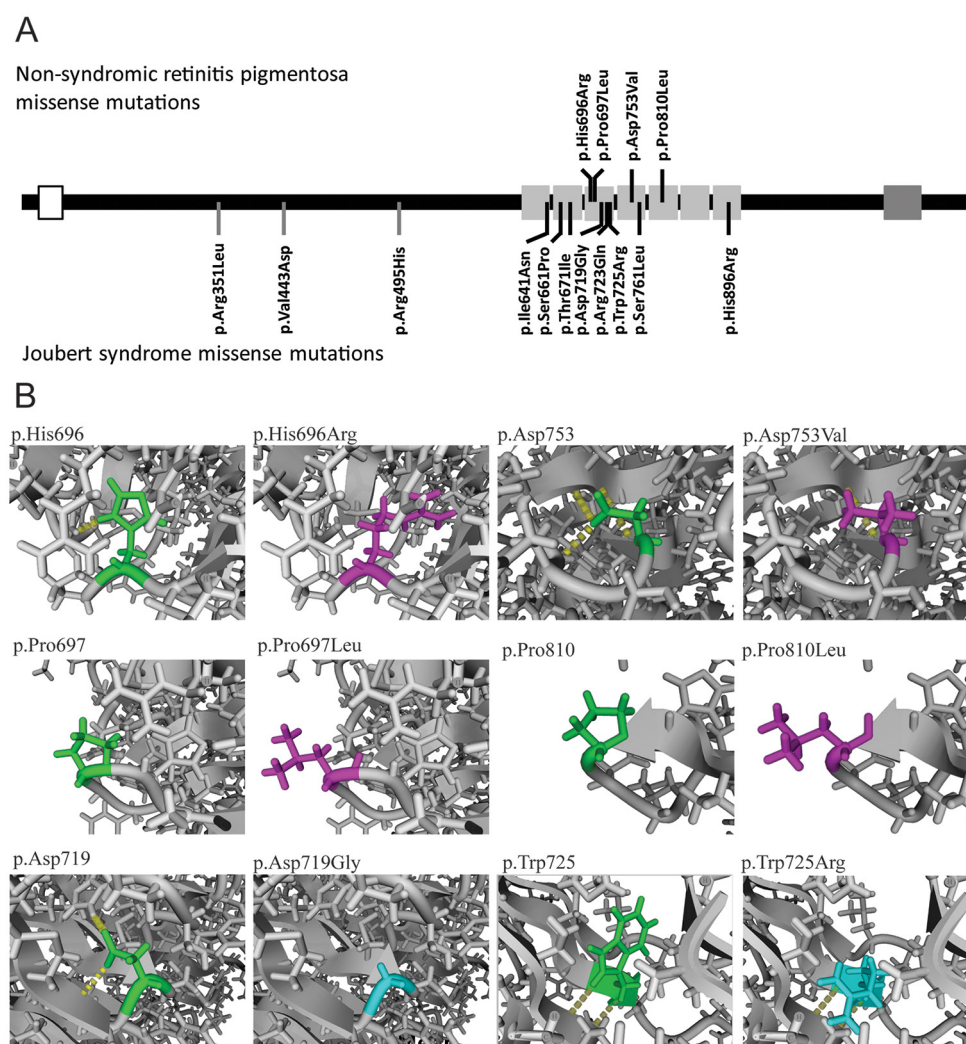 A
Non-syndromic retinitis pigmentosa
missense mutations
p.His696Arg
p.Pro697Leu
p.Asp753Val
p.Pro810Leu
p.Arg351Leu
p.Val443Asp
p.Arg495His
p.Ile641Asn
p.Ser661Pro
p.Thr671Ile
p.Asp719Gly
p.Arg723Gln
p.Trp725Arg
p.Ser761Leu
p.His896Arg
Joubert syndrome missense mutations
B
p.His696
p.His696Arg
p.Asp753
p.Asp753Val
p.Pro697
p.Pro697Leu
p.Pro810
p.Pro810Leu
p.Asp719
p.Asp719Gly
p.Trp725
p.Trp725Arg